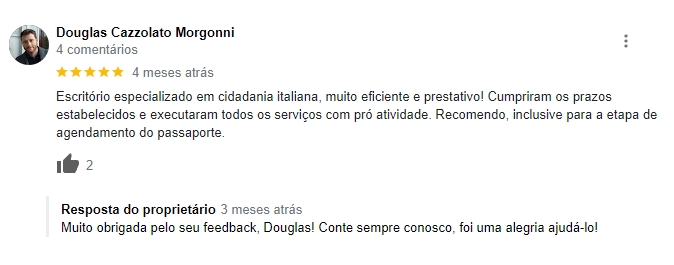 Douglas Cazzolato Morgonni
4 comentários
4 meses atrás
Escritório especializado em cidadania italiana, muito eficiente e prestativo! Cumpriram os prazos
estabelecidos e executaram todos os serviços com pró atividade. Recomendo, inclusive para a etapa de
agendamento do passaporte.
2
Resposta do proprietário 3 meses atrás
Muito obrigada pelo seu feedback, Douglas! Conte sempre conosco, foi uma alegria ajudá-lo!